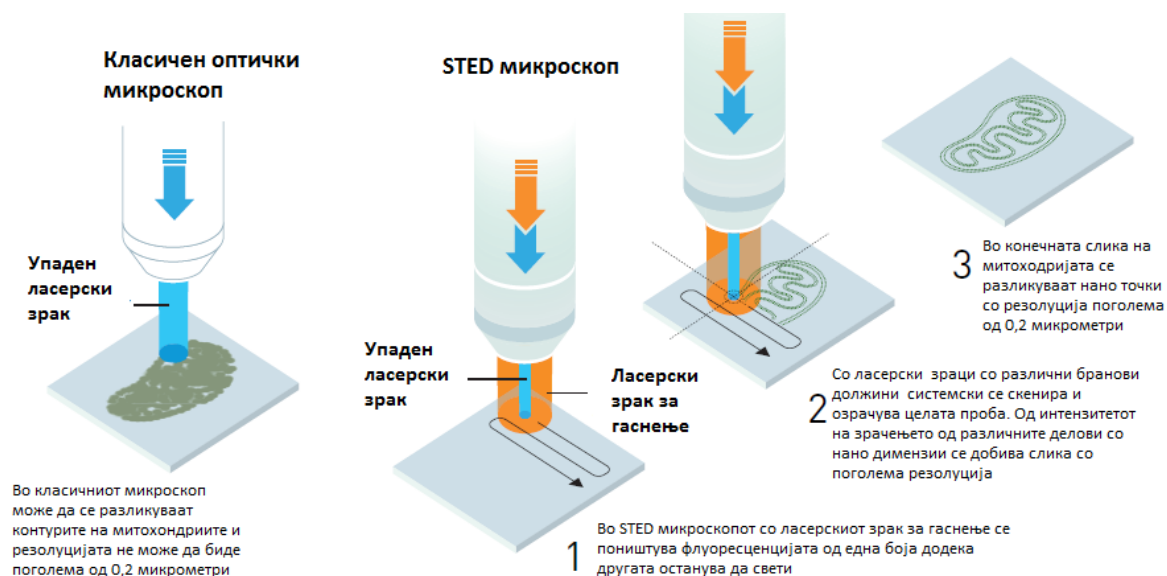 Класичен оптички
микроскоп
Упаден
ласерски
зрак
Во класичниот микроскоп
може да се разликуваат
контурите на митохондриите и
резолуцијата не може да биде
поголема од 0,2 микрометри
STED микроскоп
Упаден
ласерски
зрак
Ласерски
зрак за
гаснење
1
Во STED микроскопот со ласерскиот зрак за гаснење се
поништува флуоресценцијата од една боја додека
другата останува да свети
2
Со ласерски зраци со различни бранови
должини системски се скенира и
озрачува целата проба. Од интензитетот
на зрачењето од различните делови со
нано димензии се добива слика со
поголема резолуција
3
Во конечната слика на
митоходријата се
разликуваат нано точки
со резолуција поголема
од 0,2 микрометри